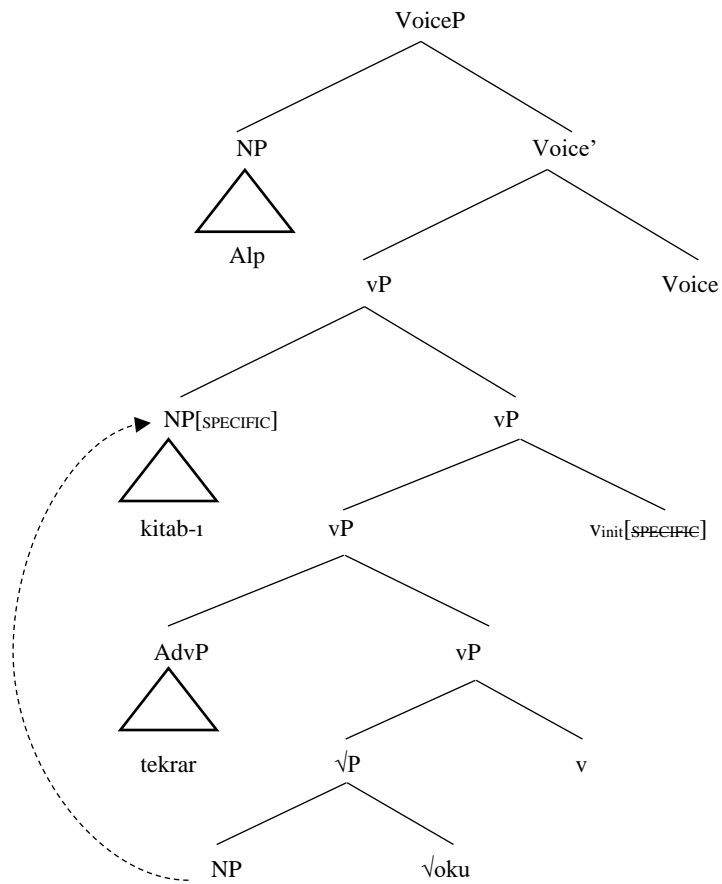 VoiceP
NP Voice’
Alp
vP Voice
NP[SPECIFIC] vP
kitab-ı vP vinit[SPECIFIC]
AdvP vP
tekrar √P v
NP √oku